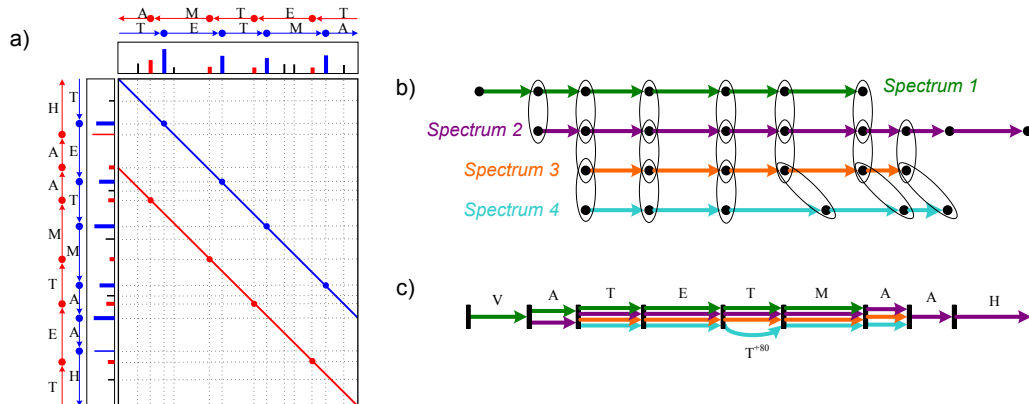 a)
A M T E T
T E T M A
H A A M T E T
T E T M A A H
b)
Spectrum 1
Spectrum 2
Spectrum 3
Spectrum 4
c)
V A T E T M A A H
T+80